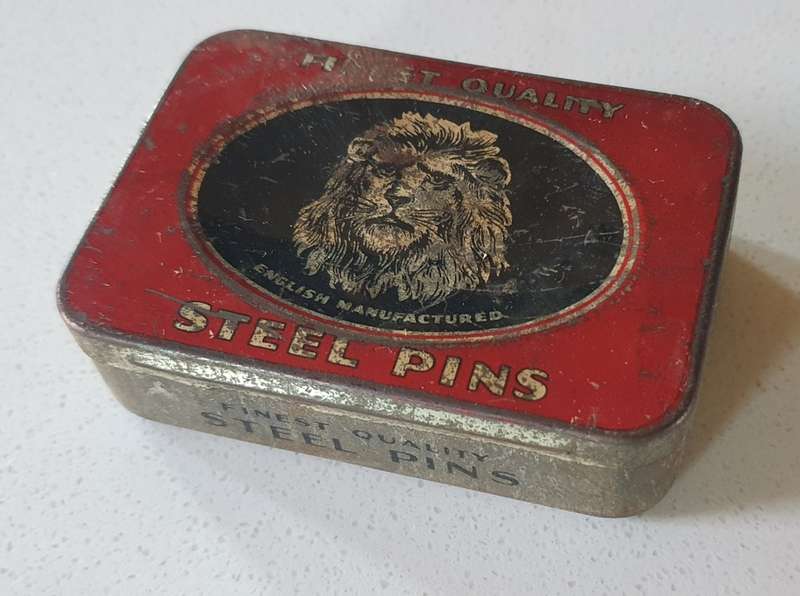 FINEST QUALITY
ENGLISH MANUFACTURED
STEEL PINS
FINEST QUALITY
STEEL PINS